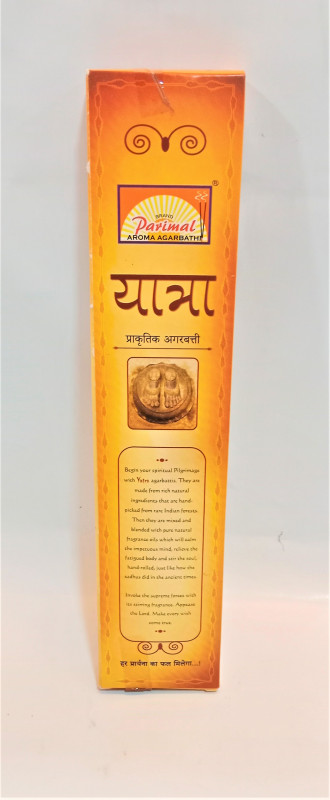 ®
BRAND
Parimal
AROMA AGARBATHI
यात्रा
प्राकृतिक अगरबत्ती
Begin your spiritual Pilgrimage
with Yatra agarbattis. They are
made from rich natural
ingredients that are hand-
picked from rare Indian forests.
Then they are mixed and
blended with pure natural
fragrance oils which will calm
the impetuous mind, relieve the
fatigued body and stir the soul,
hand-rolled, just like how the
sadhus did in the ancient times.
Invoke the supreme forces with
its serving fragrance. Appease
the Lord. Make every wish
come true.
हर प्रार्थना का फल मिलेगा...!